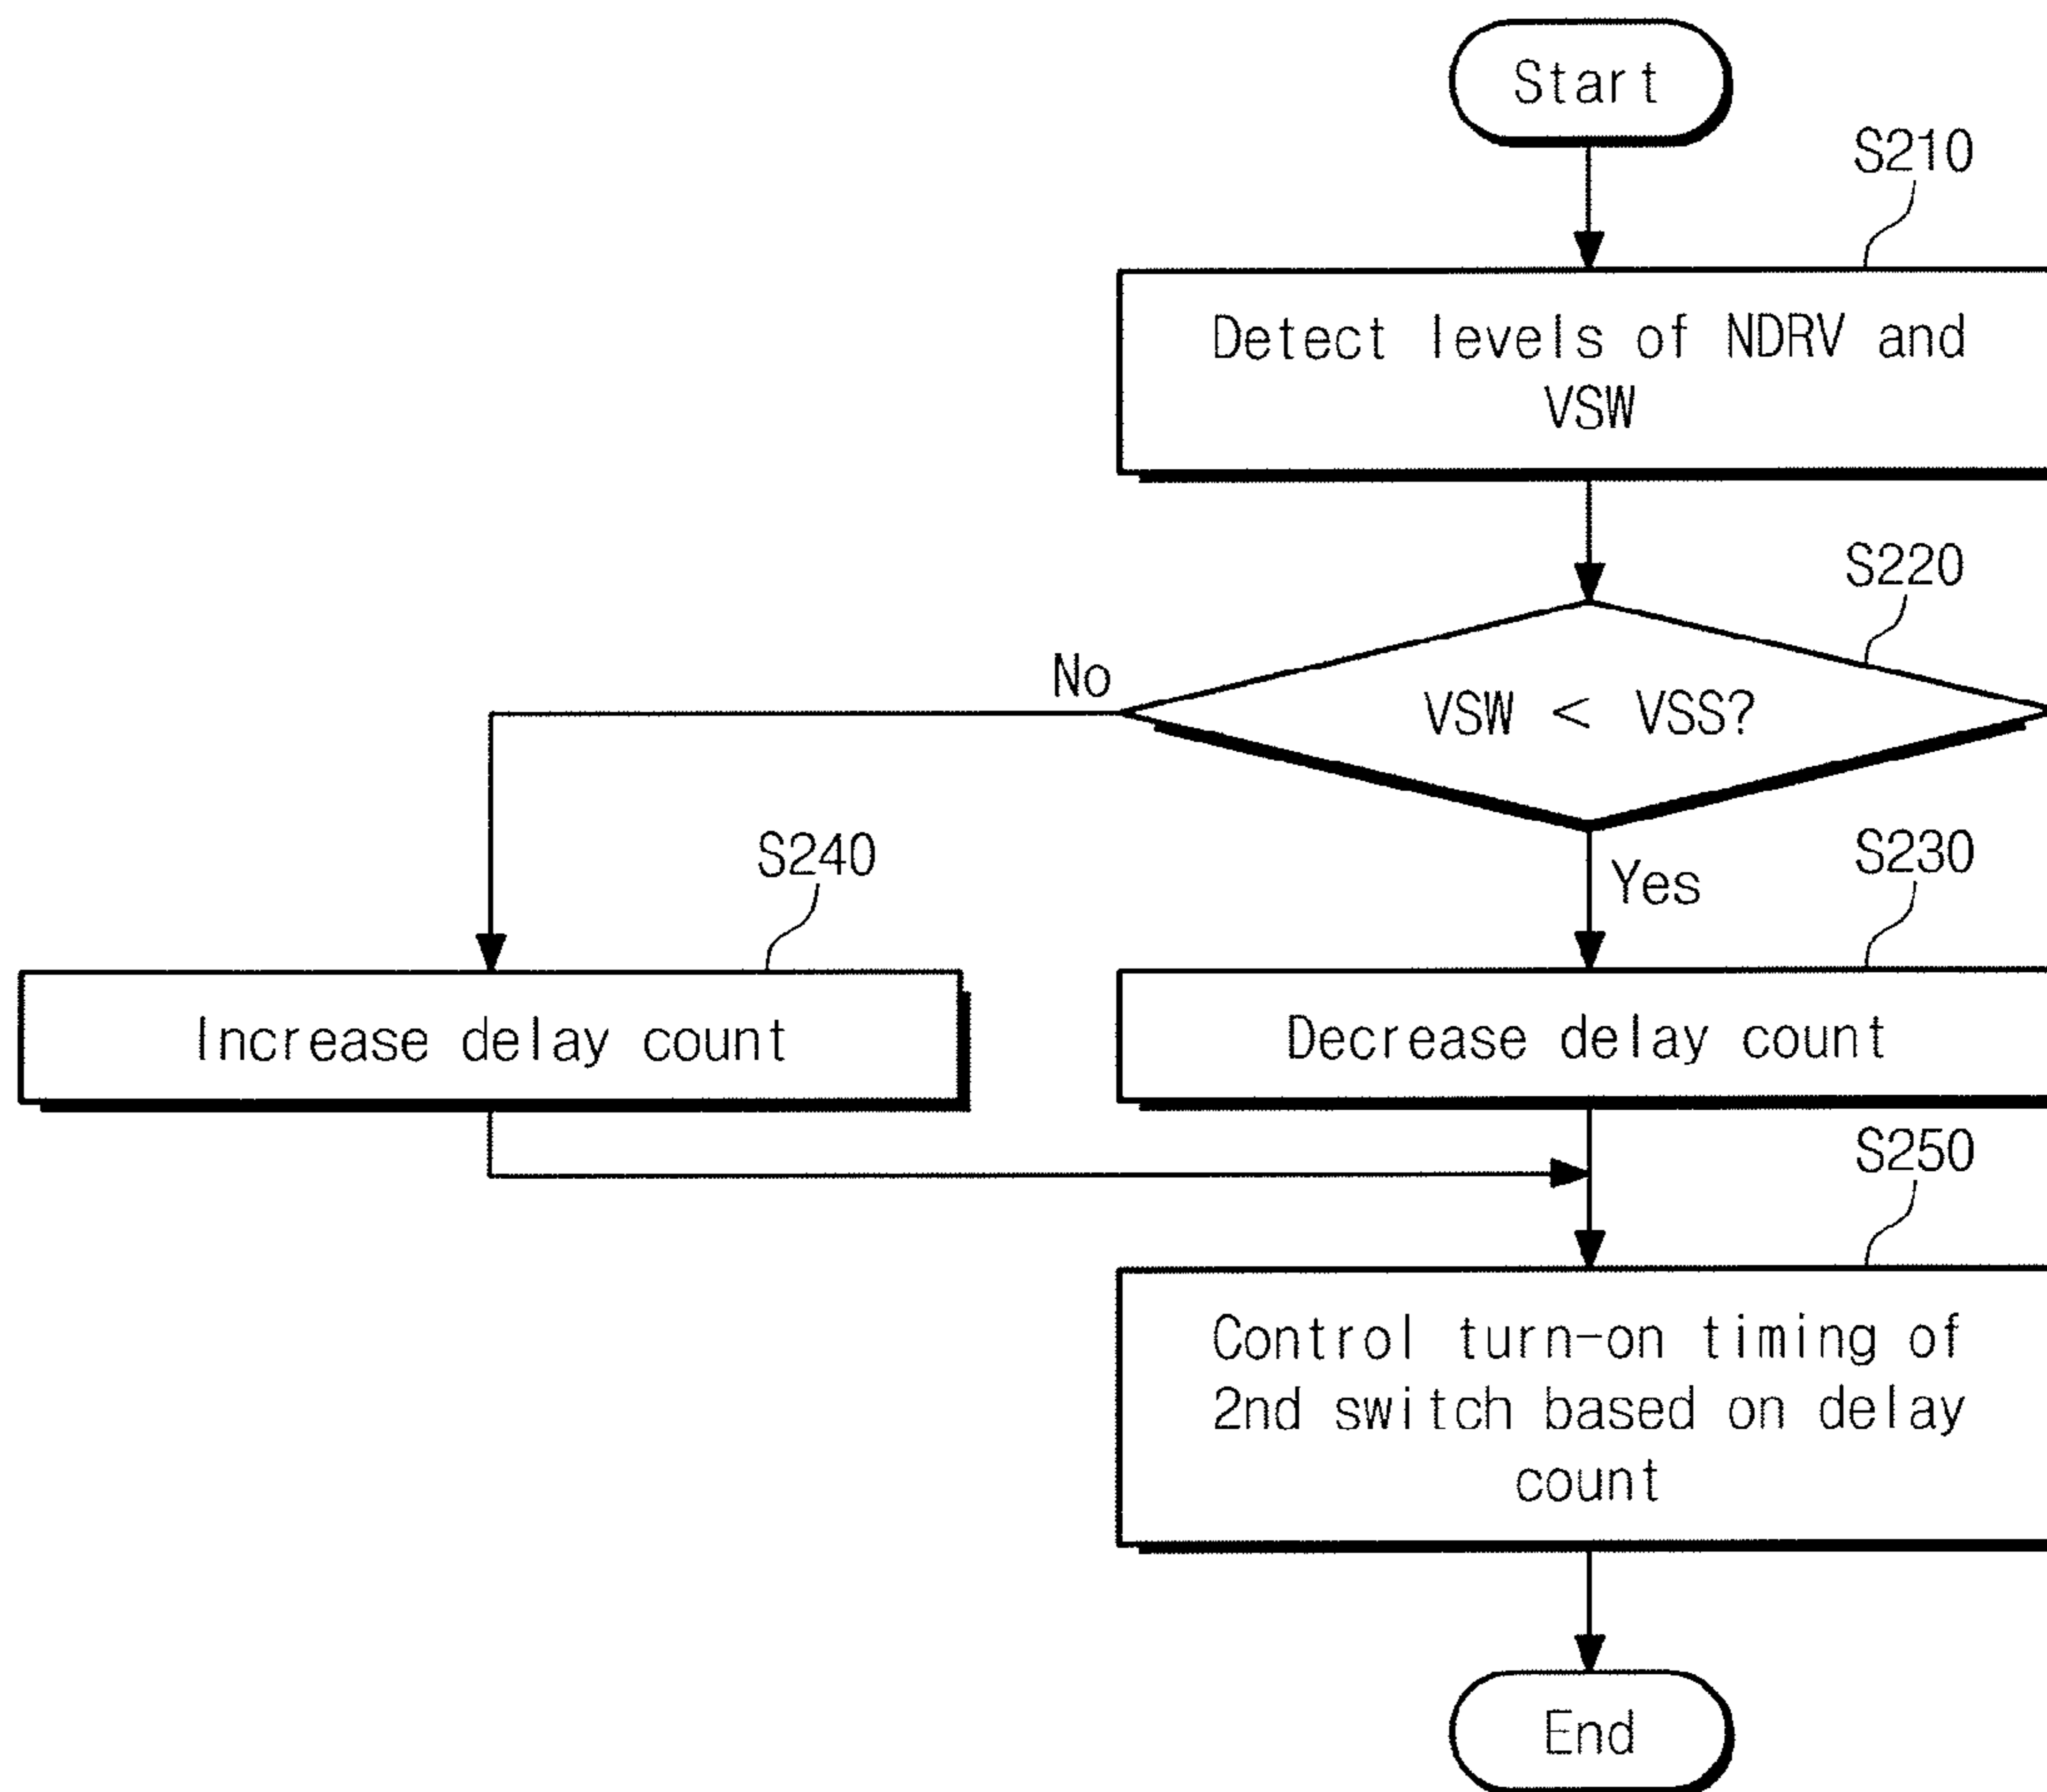 Start
S210
Detect levels of NDRV and
VSW
S220
VSW < VSS?
No
Yes
S240
S230
Increase delay count
Decrease delay count
S250
Control turn-on timing of
2nd switch based on delay
count
End